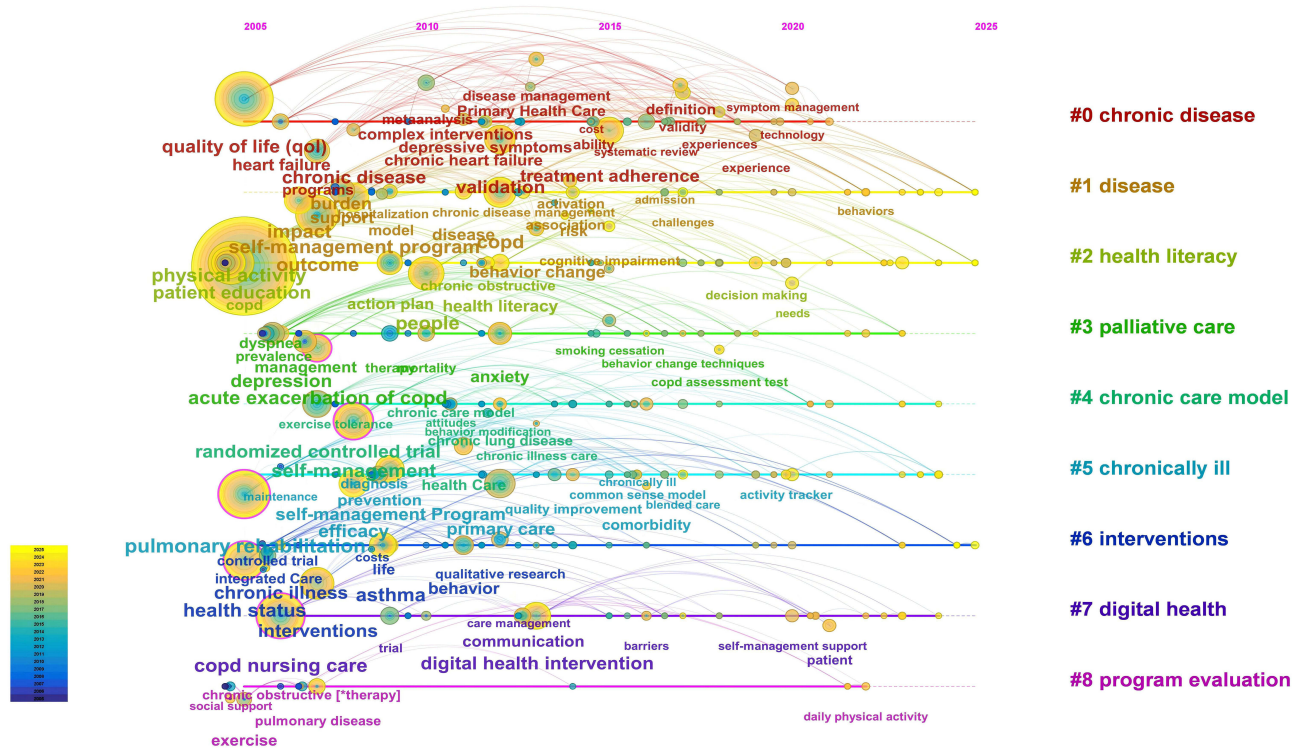 2005 2010 2015 2020 2025
disease management
Primary Health Care
definition
symptom management
#0 chronic disease
metaanalysis
complex interventions
cost
validity
technology
quality of life (qol)
depressive symptoms
ability
experiences
heart failure
chronic heart failure
systematic review
chronic disease
treatment adherence
experience
programs
validation
#1 disease
burden
activation
admission
support
hospitalization
chronic disease management
behaviors
impact
model
disease
association
risk
challenges
self-management program
copd
outcome
behavior change
cognitive impairment
#2 health literacy
physical activity
chronic obstructive
patient education
decision making
copd
action plan
health literacy
needs
people
#3 palliative care
dyspnea
prevalence
smoking cessation
management
therapy
mortality
behavior change techniques
depression
anxiety
copd assessment test
acute exacerbation of copd
#4 chronic care model
chronic care model
exercise tolerance
attitudes
behavior modification
chronic lung disease
randomized controlled trial
chronic illness care
self-management
#5 chronically ill
diagnosis
health Care
chronically ill
maintenance
prevention
common sense model
activity tracker
self-management Program
quality improvement
blended care
efficacy
primary care
comorbidity
pulmonary rehabilitation
#6 interventions
controlled trial
costs
life
integrated Care
qualitative research
chronic illness
asthma
behavior
health status
#7 digital health
interventions
care management
trial
communication
barriers
self-management support
copd nursing care
digital health intervention
patient
#8 program evaluation
chronic obstructive [*therapy]
social support
pulmonary disease
daily physical activity
exercise